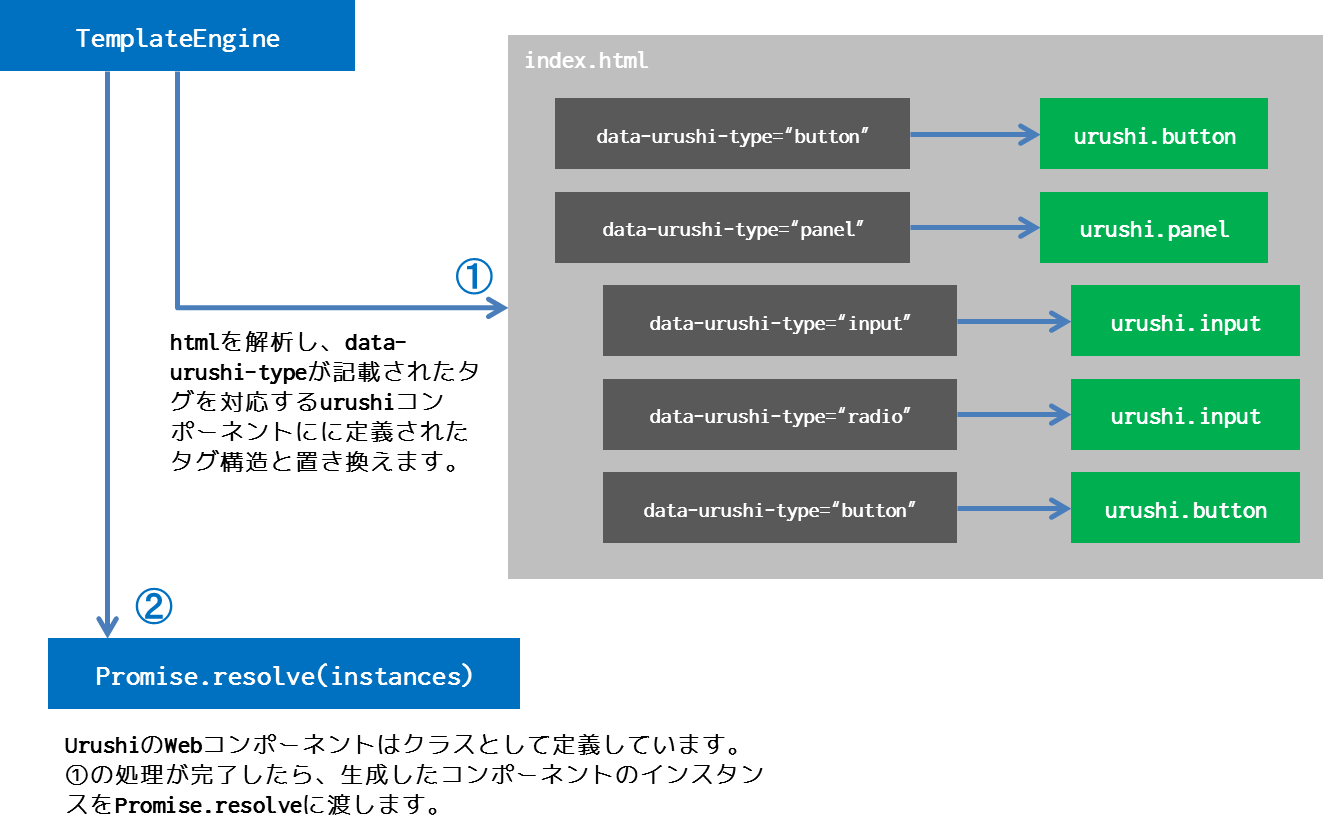 TemplateEngine
index.html
data-urushi-type=“button”
urushi.button
data-urushi-type=“panel”
urushi.panel
①
data-urushi-type=“input”
urushi.input
htmlを解析し、data-
urushi-typeが記載されたタ
グを対応するurushiコン
ポーネントにに定義された
タグ構造と置き換えます。
data-urushi-type=“radio”
urushi.input
data-urushi-type=“button”
urushi.button
②
Promise.resolve(instances)
UrushiのWebコンポーネントはクラスとして定義しています。
①の処理が完了したら、生成したコンポーネントのインスタン
スをPromise.resolveに渡します。